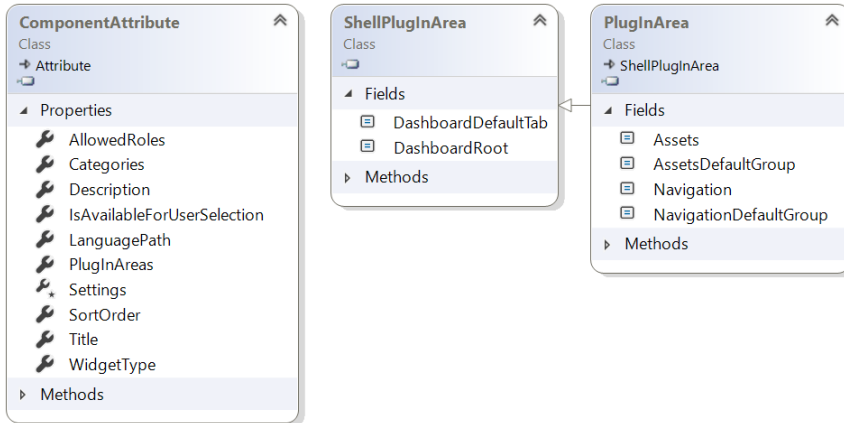 ComponentAttribute
Class
Attribute
Properties
AllowedRoles
Categories
Description
IsAvailableForUserSelection
LanguagePath
PlugInAreas
Settings
SortOrder
Title
WidgetType
Methods
ShellPlugInArea
Class
Fields
DashboardDefaultTab
DashboardRoot
Methods
PlugInArea
Class
ShellPlugInArea
Fields
Assets
AssetsDefaultGroup
Navigation
NavigationDefaultGroup
Methods